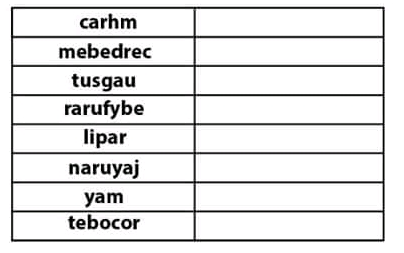 carhm
mebedrec
tusgau
rarufybe
lipar
naruyaj
yam
tebocor